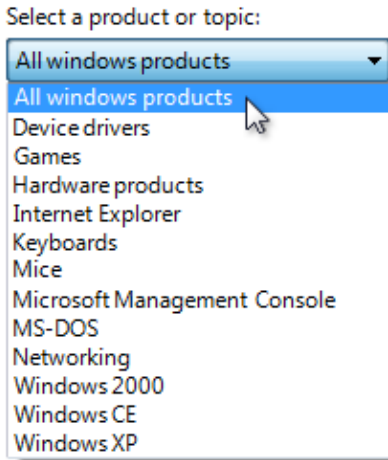 Select a product or topic:
All windows products
All windows products
Device drivers
Games
Hardware products
Internet Explorer
Keyboards
Mice
Microsoft Management Console
MS-DOS
Networking
Windows 2000
Windows CE
Windows XP